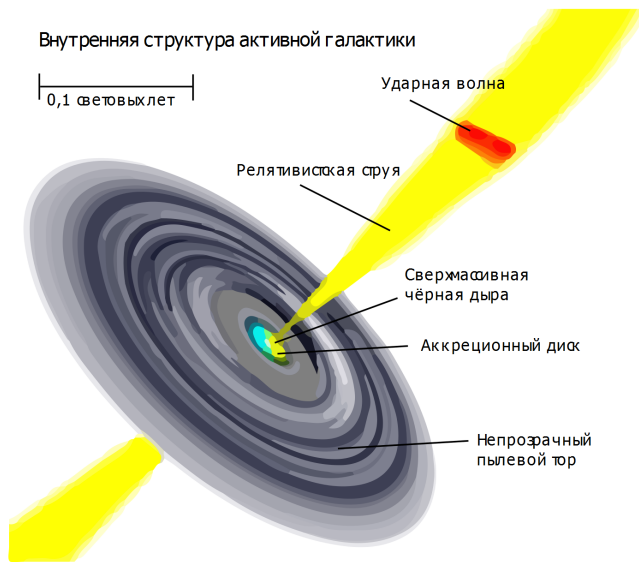 Внутренняя структура активной галактики
0,1 световых лет
Ударная волна
Релятивистская струя
Сверхмассивная
чёрная дыра
Аккреционный диск
Непрозрачный
пылевой тор